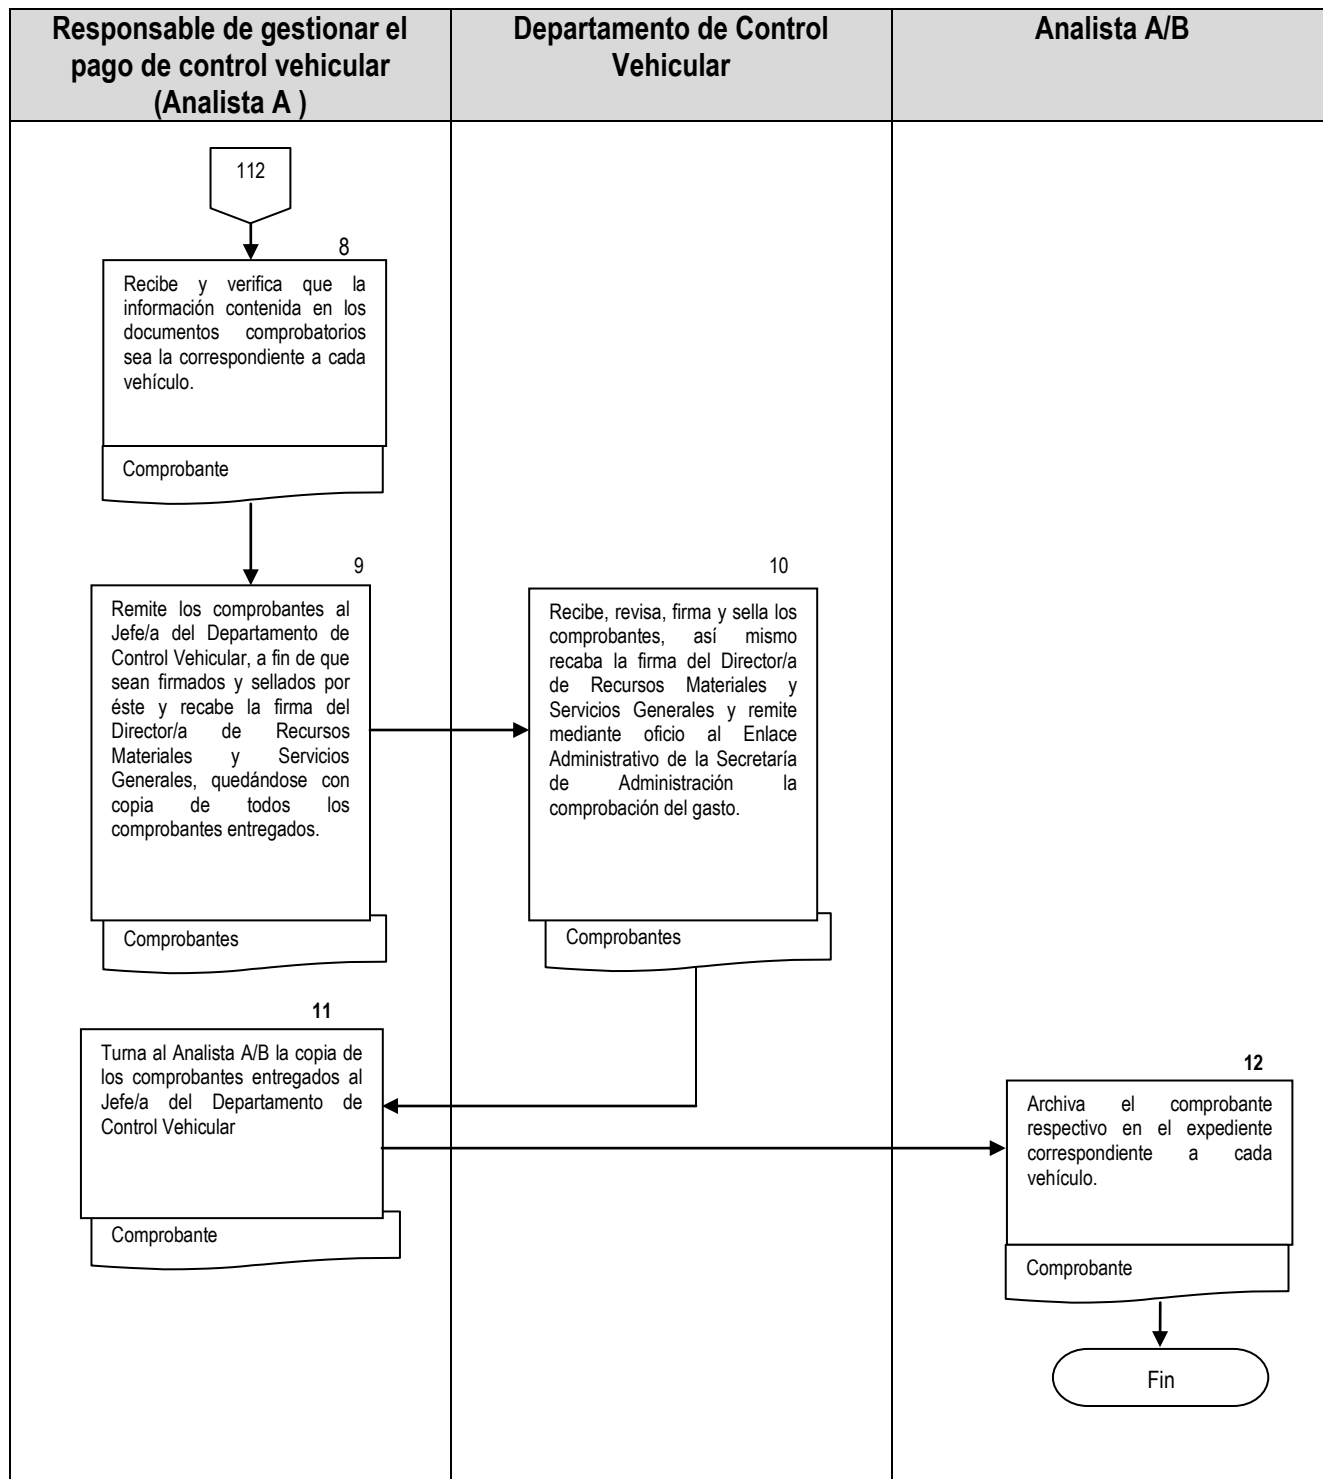 Responsable de gestionar el
pago de control vehicular
(Analista A )
Departamento de Control
Vehicular
Analista A/B
112
8
Recibe y verifica que la
información contenida en los
documentos comprobatorios
sea la correspondiente a cada
vehículo.
Comprobante
9
Remite los comprobantes al
Jefe/a del Departamento de
Control Vehicular, a fin de que
sean firmados y sellados por
éste y recabe la firma del
Director/a de Recursos
Materiales y Servicios
Generales, quedándose con
copia de todos los
comprobantes entregados.
Comprobantes
10
Recibe, revisa, firma y sella los
comprobantes, así mismo
recaba la firma del Director/a
de Recursos Materiales y
Servicios Generales y remite
mediante oficio al Enlace
Administrativo de la Secretaría
de Administración la
comprobación del gasto.
Comprobantes
11
Turna al Analista A/B la copia de
los comprobantes entregados al
Jefe/a del Departamento de
Control Vehicular
Comprobante
12
Archiva el comprobante
respectivo en el expediente
correspondiente a cada
vehículo.
Comprobante
Fin